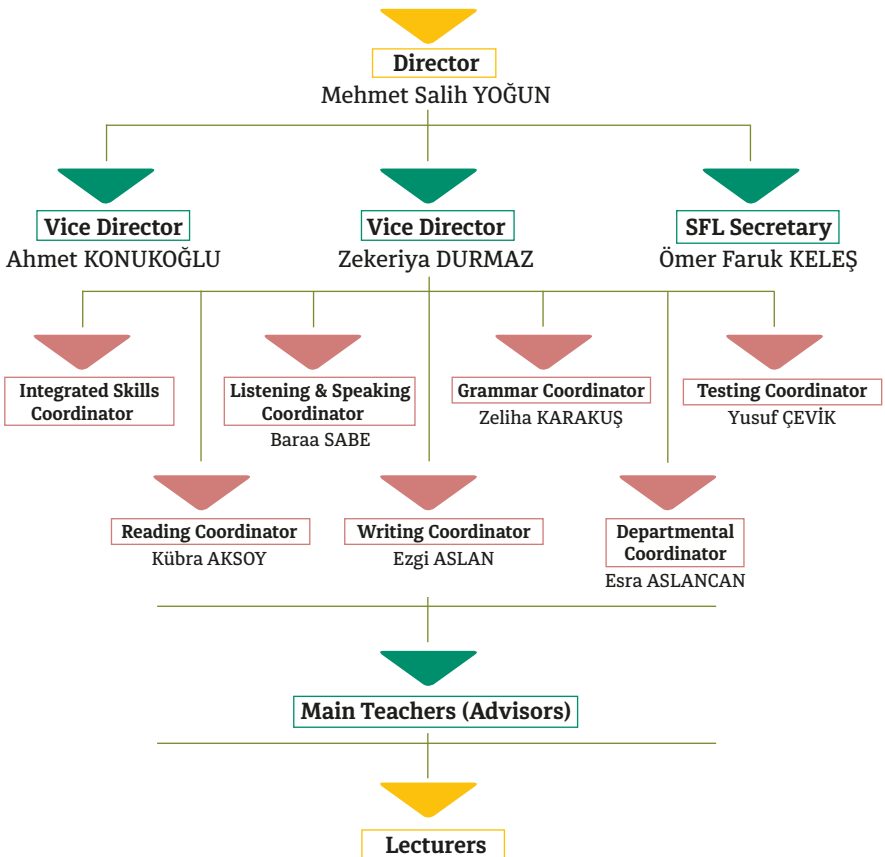 Director
Mehmet Salih YOĞUN
Vice Director
Ahmet KONUKOĞLU
Vice Director
Zekeriya DURMAZ
SFL Secretary
Ömer Faruk KELEŞ
Integrated Skills
Coordinator
Listening & Speaking
Coordinator
Baraa SABE
Grammar Coordinator
Zeliha KARAKUŞ
Testing Coordinator
Yusuf ÇEVİK
Reading Coordinator
Kübra AKSOY
Writing Coordinator
Ezgi ASLAN
Departmental
Coordinator
Esra ASLANCAN
Main Teachers (Advisors)
Lecturers